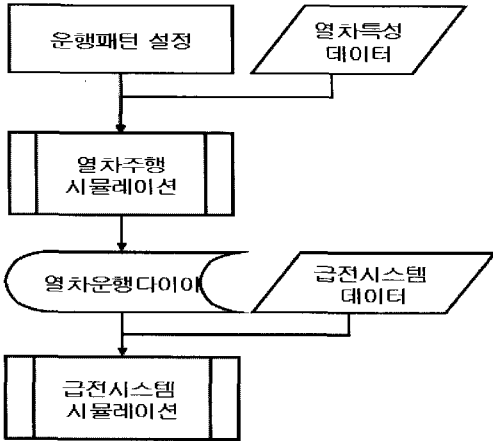 운행패턴 설정
열차특성
데이터
열차주행
시뮬레이션
열차운행다이아
급전시스템
데이터
급전시스템
시뮬레이션